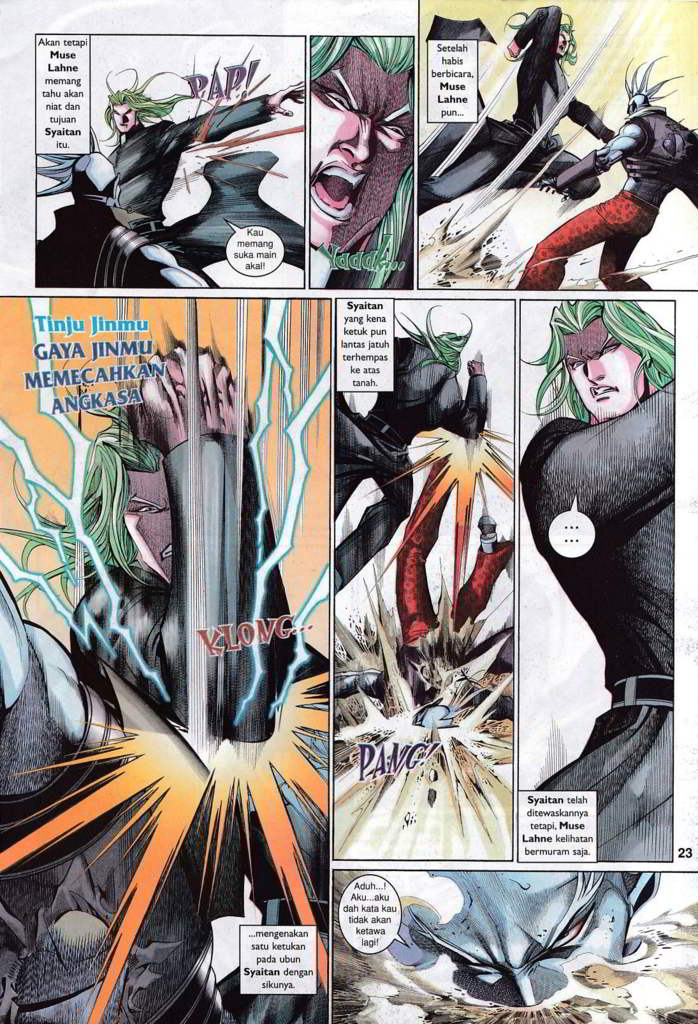 Akan tetapi
Muse
Lahne
memang
tahu akan
niat dan
tujuan
Syaitan
itu.
PAP!
Kau
memang
suka main
akal!
Setelah
habis
berbicara,
Muse
Lahne
pun...
Tinju Jinmu
GAYA JINMU
MEMECAHKAN
ANGKASA
KLONG...
...mengenakan
satu ketukan
pada ubun
Syaitan dengan
sikunya.
Syaitan
yang kena
ketuk pun
lantas jatuh
terhempas
ke atas
tanah.
PANG!
...
...
Syaitan telah
ditewaskannya
tetapi, Muse
Lahne kelihatan
bermuram saja.
23
Aduh...!
Aku...aku
dah kata kau
tidak akan
ketawa
lagi!